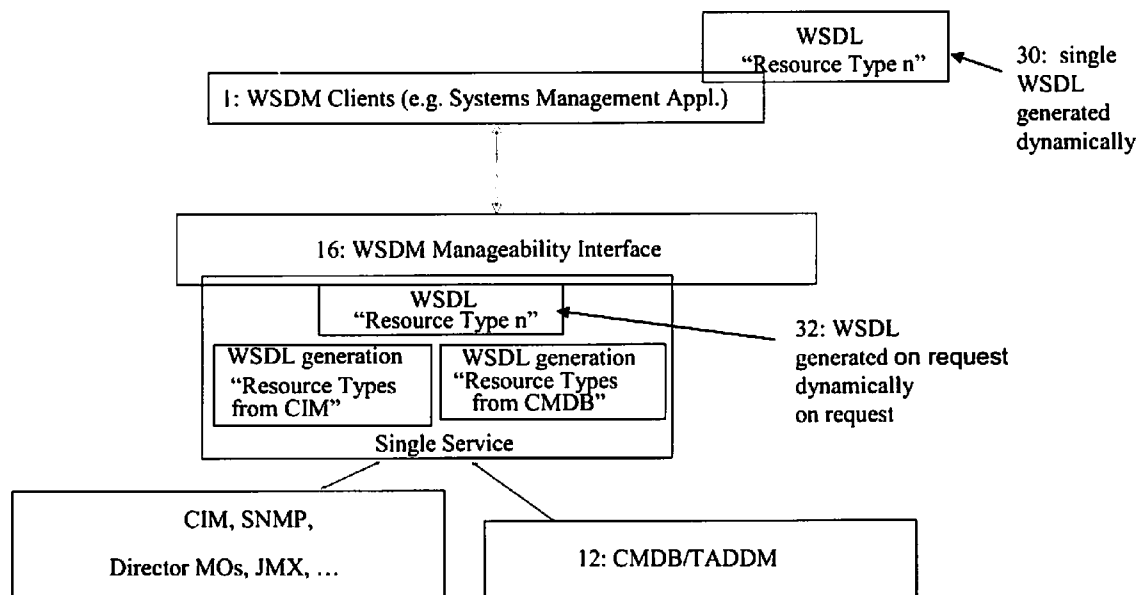 WSDL
“Resource Type n”
30: single
WSDL
generated
dynamically
1: WSDM Clients (e.g. Systems Management Appl.)
16: WSDM Manageability Interface
WSDL
“Resource Type n”
32: WSDL
generated on request
dynamically
on request
WSDL generation
“Resource Types
from CIM”
WSDL generation
“Resource Types
from CMDB”
Single Service
CIM, SNMP,
Director MOs, JMX, ...
12: CMDB/TADDM